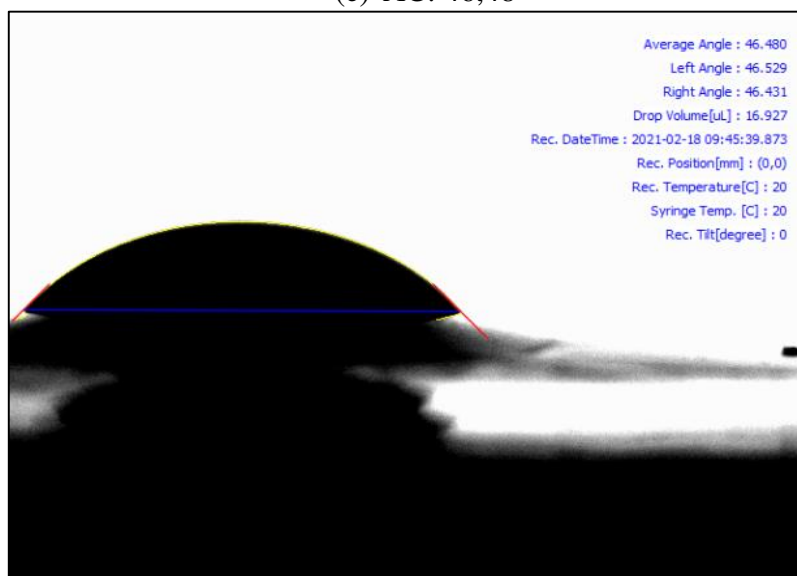 Average Angle : 46.480
Left Angle : 46.529
Right Angle : 46.431
Drop Volume[uL] : 16.927
Rec. DateTime : 2021-02-18 09:45:39.873
Rec. Position[mm] : (0,0)
Rec. Temperature[C] : 20
Syringe Temp. [C] : 20
Rec. Tilt[degree] : 0